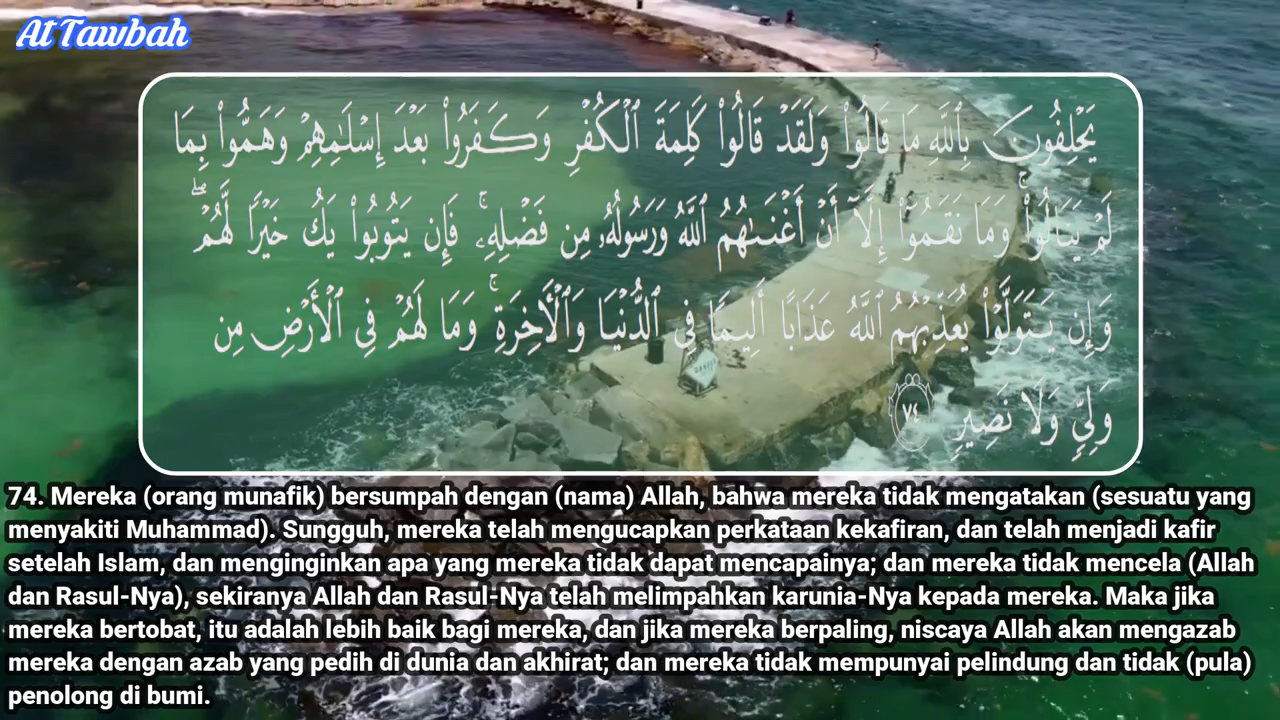 At Tawbah
يَحْلِفُونَ بِٱللَّهِ مَا قَالُوا۟ وَلَقَدْ قَالُوا۟ كَلِمَةَ ٱلْكُفْرِ وَكَفَرُوا۟ بَعْدَ إِسْلَٰمِهِمْ وَهَمُّوا۟ بِمَا
لَمْ يَنَالُوا۟ ۚ وَمَا نَقَمُوٓا۟ إِلَّآ أَنْ أَغْنَىٰهُمُ ٱللَّهُ وَرَسُولُهُۥ مِن فَضْلِهِۦ ۚ فَإِن يَتُوبُوا۟ يَكُ خَيْرًا لَّهُمْ ۖ
وَإِن يَتَوَلَّوْا۟ يُعَذِّبْهُمُ ٱللَّهُ عَذَابًا أَلِيمًا فِى ٱلدُّنْيَا وَٱلْـَٔاخِرَةِ ۚ وَمَا لَهُمْ فِى ٱلْأَرْضِ مِن
وَلِىٍّ وَلَا نَصِيرٍ ٧٤
74. Mereka (orang munafik) bersumpah dengan (nama) Allah, bahwa mereka tidak mengatakan (sesuatu yang
menyakiti Muhammad). Sungguh, mereka telah mengucapkan perkataan kekafiran, dan telah menjadi kafir
setelah Islam, dan menginginkan apa yang mereka tidak dapat mencapainya; dan mereka tidak mencela (Allah
dan Rasul-Nya), sekiranya Allah dan Rasul-Nya telah melimpahkan karunia-Nya kepada mereka. Maka jika
mereka bertobat, itu adalah lebih baik bagi mereka, dan jika mereka berpaling, niscaya Allah akan mengazab
mereka dengan azab yang pedih di dunia dan akhirat; dan mereka tidak mempunyai pelindung dan tidak (pula)
penolong di bumi.